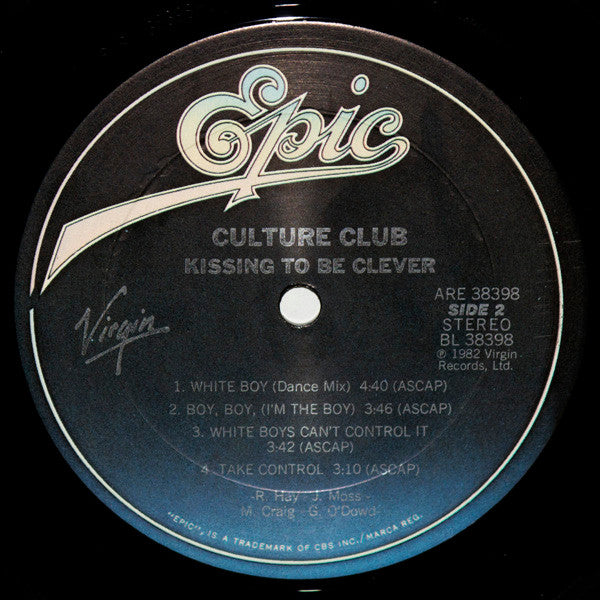 Epic
CULTURE CLUB
KISSING TO BE CLEVER
Virgin
ARE 38398
SIDE 2
STEREO
BL 38398
℗ 1982 Virgin
Records, Ltd.
1. WHITE BOY (Dance Mix) 4:40 (ASCAP)
2. BOY, BOY, (I'M THE BOY) 3:46 (ASCAP)
3. WHITE BOYS CAN'T CONTROL IT
3:42 (ASCAP)
4. TAKE CONTROL 3:10 (ASCAP)
-R. Hay - J. Moss -
M. Craig - G. O'Dowd-
"EPIC", IS A TRADEMARK OF CBS INC./MARCA REG.